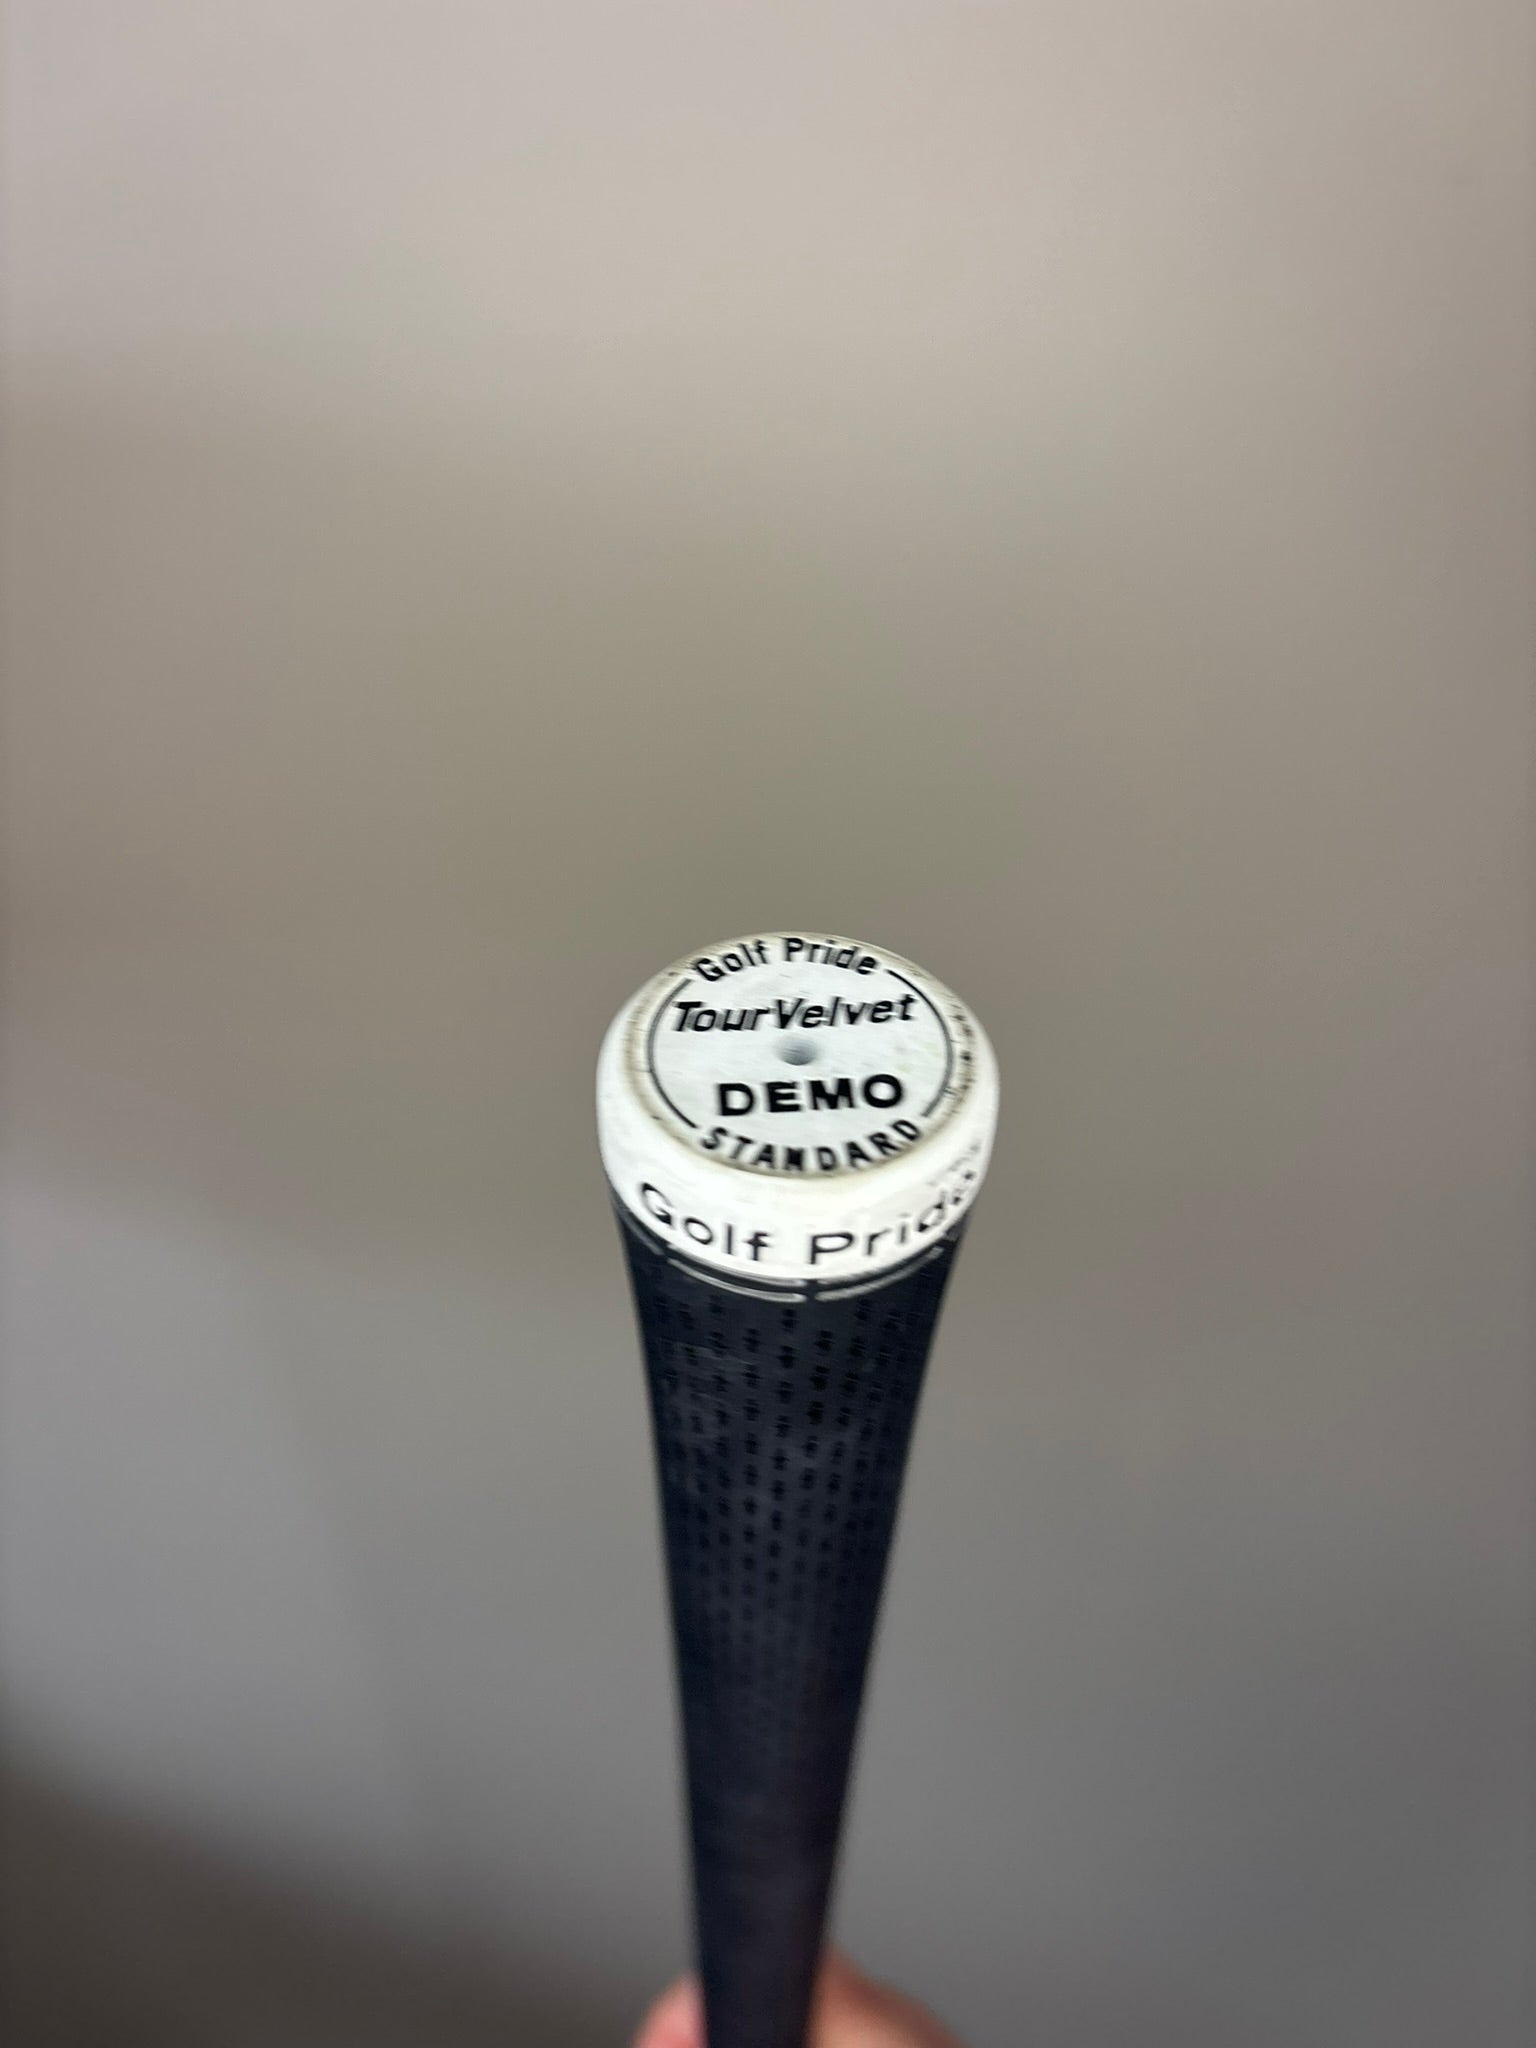 Golf Pride
TourVelvet
DEMO
STANDARD
Golf Pride